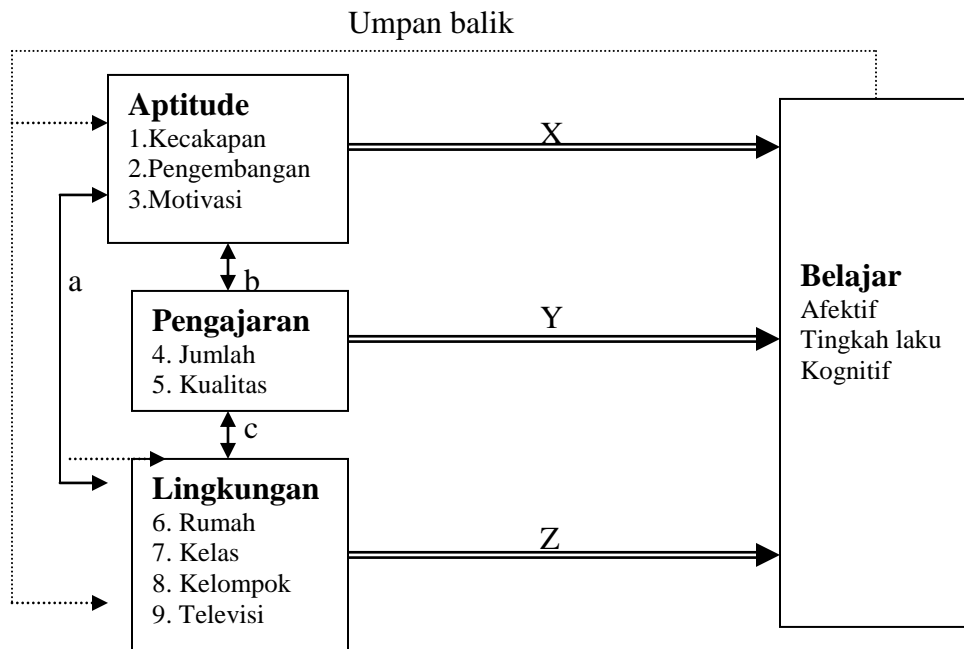 Umpan balik
Aptitude
1.Kecakapan
2.Pengembangan
3.Motivasi
X
a
b
Pengajaran
4. Jumlah
5. Kualitas
Y
c
Lingkungan
6. Rumah
7. Kelas
8. Kelompok
9. Televisi
Z
Belajar
Afektif
Tingkah laku
Kognitif